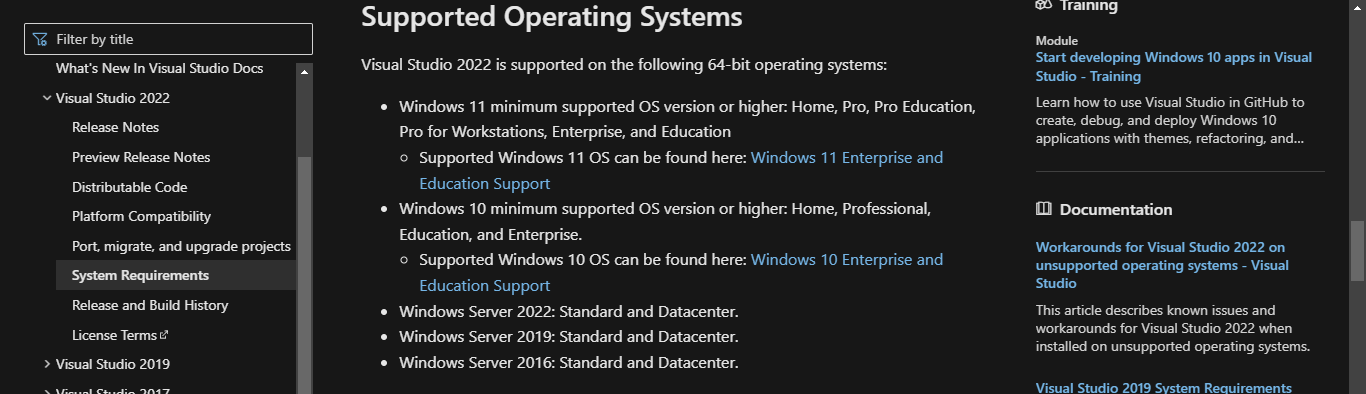 Filter by title
What's New In Visual Studio Docs
Visual Studio 2022
Release Notes
Preview Release Notes
Distributable Code
Platform Compatibility
Port, migrate, and upgrade projects
System Requirements
Release and Build History
License Terms
Visual Studio 2019
Visual Studio 2017
Supported Operating Systems
Visual Studio 2022 is supported on the following 64-bit operating systems:
• Windows 11 minimum supported OS version or higher: Home, Pro, Pro Education,
Pro for Workstations, Enterprise, and Education
○ Supported Windows 11 OS can be found here: Windows 11 Enterprise and
Education Support
• Windows 10 minimum supported OS version or higher: Home, Professional,
Education, and Enterprise.
○ Supported Windows 10 OS can be found here: Windows 10 Enterprise and
Education Support
• Windows Server 2022: Standard and Datacenter.
• Windows Server 2019: Standard and Datacenter.
• Windows Server 2016: Standard and Datacenter.
Training
Module
Start developing Windows 10 apps in Visual
Studio - Training
Learn how to use Visual Studio in GitHub to
create, debug, and deploy Windows 10
applications with themes, refactoring, and...
Documentation
Workarounds for Visual Studio 2022 on
unsupported operating systems - Visual
Studio
This article describes known issues and
workarounds for Visual Studio 2022 when
installed on unsupported operating systems.
Visual Studio 2019 System Requirements